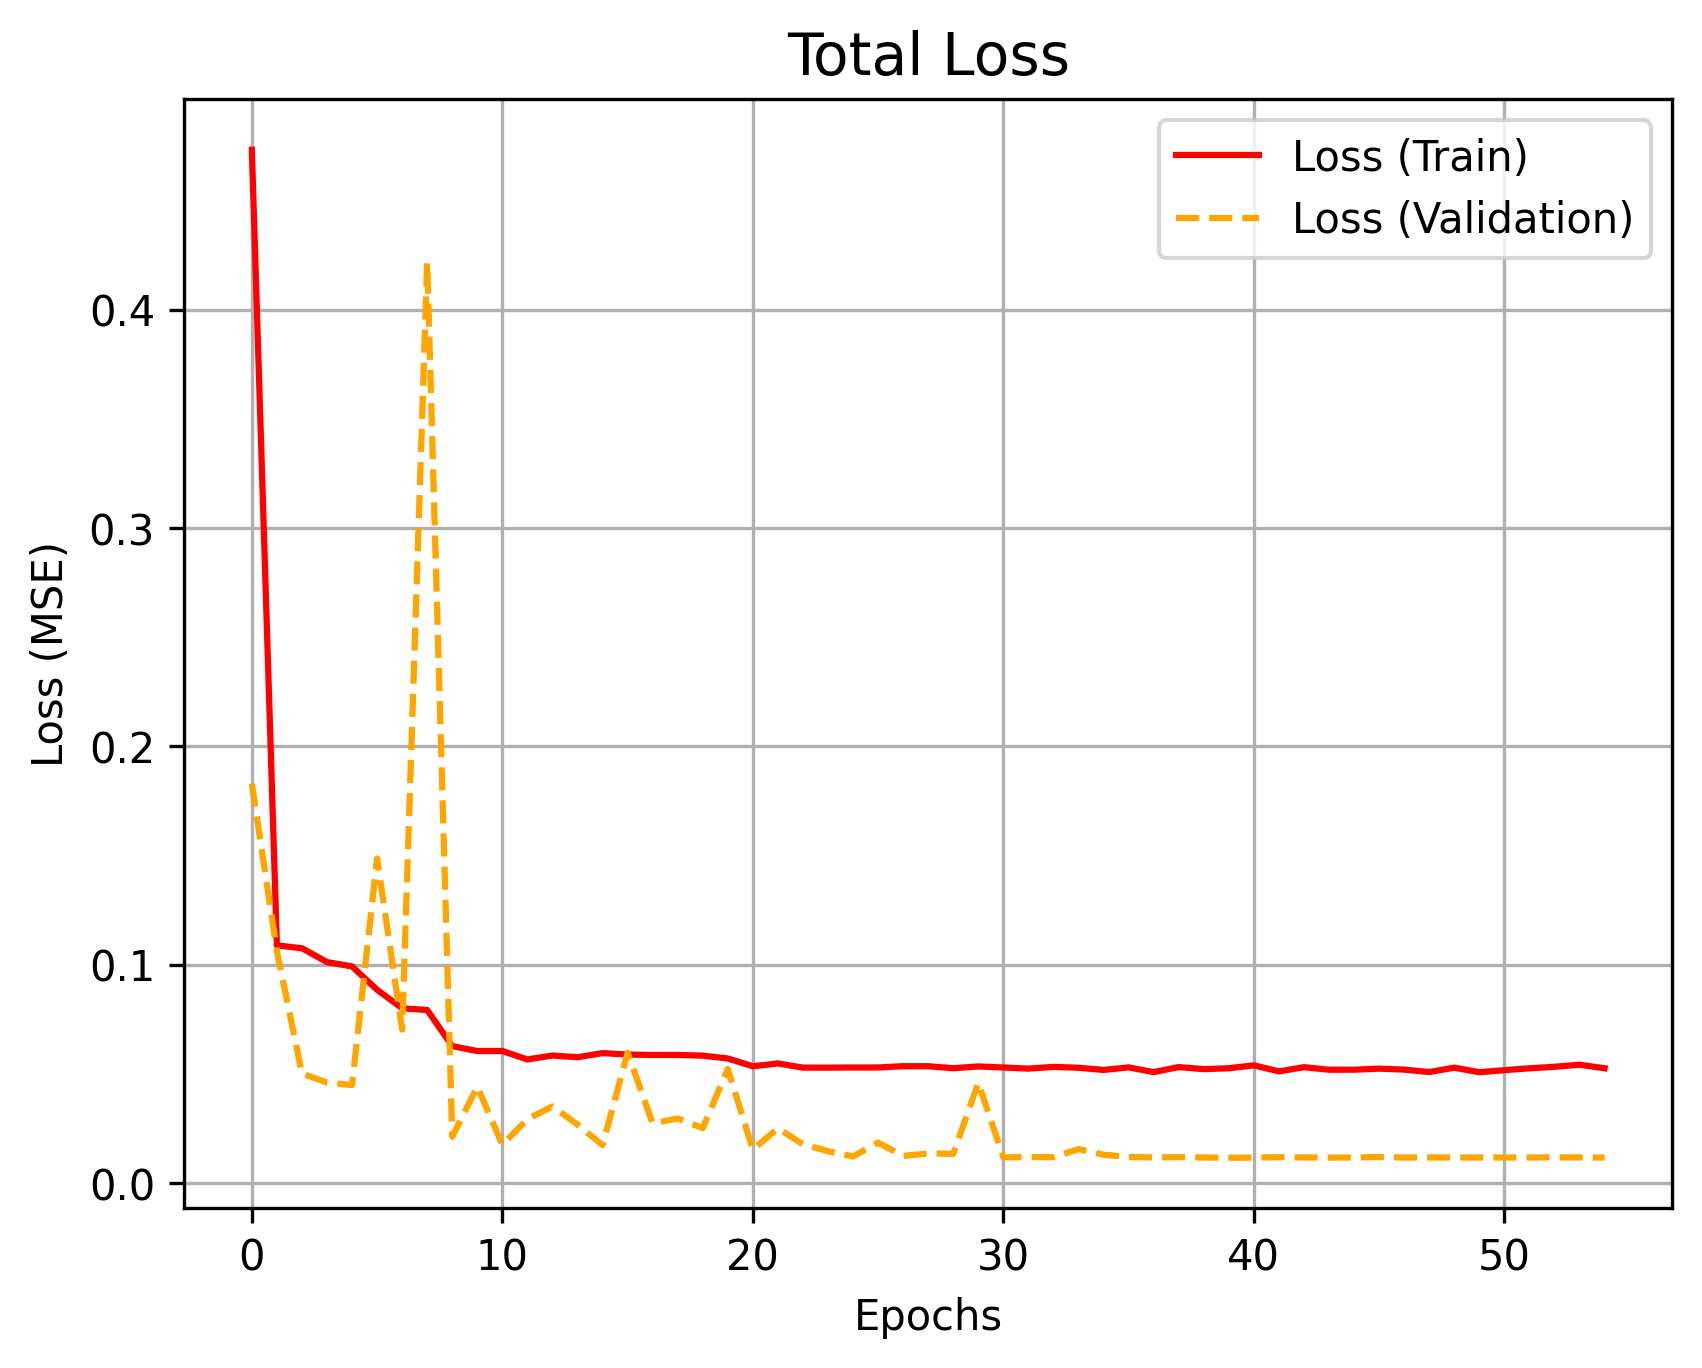 Total Loss
Loss (Train)
Loss (Validation)
Loss (MSE)
0.4
0.3
0.2
0.1
0.0
0 10 20 30 40 50
Epochs